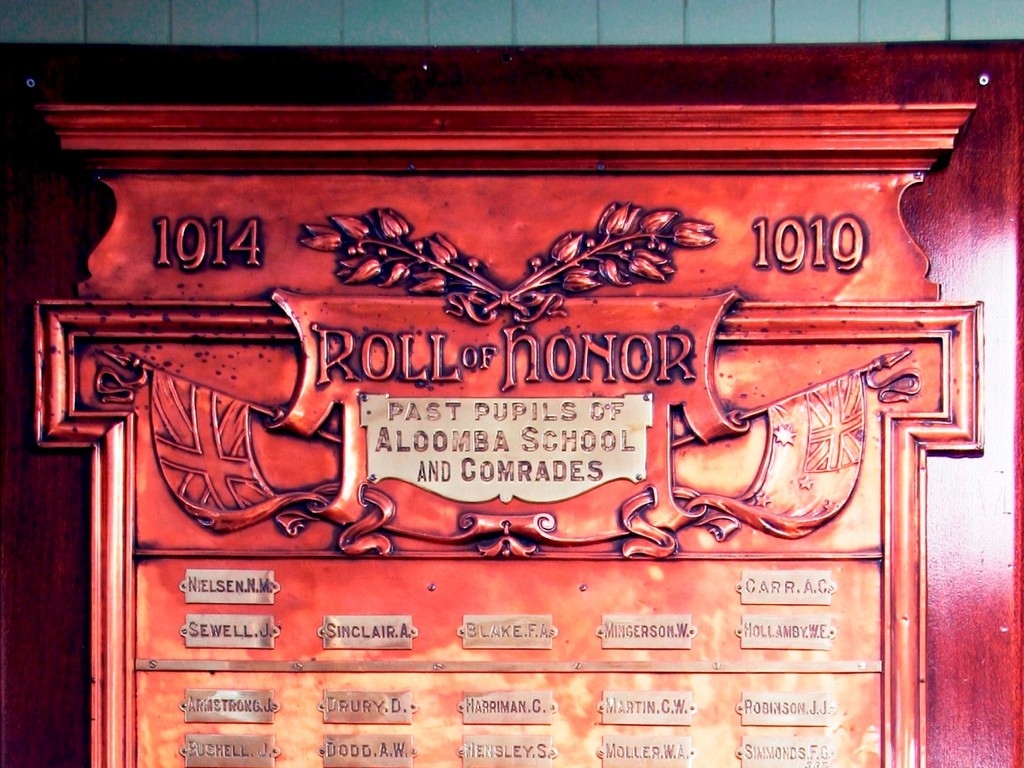 1914 1919
ROLL OF HONOR
PAST PUPILS OF
ALOOMBA SCHOOL
AND COMRADES
NIELSEN.N.M. CARR.A.C.
SEWELL.J. SINCLAIR.A. BLAKE.F.A. MINGERSON.W. HOLLAMBY.W.E.
ARMSTRONG.J. DRURY.D. HARRIMAN.C. MARTIN.C.W. ROBINSON.J.J.
BUSHELL.J. DODD.A.W. HENSLEY.S. MOLLER.W.A. SIMMONDS.F.G.